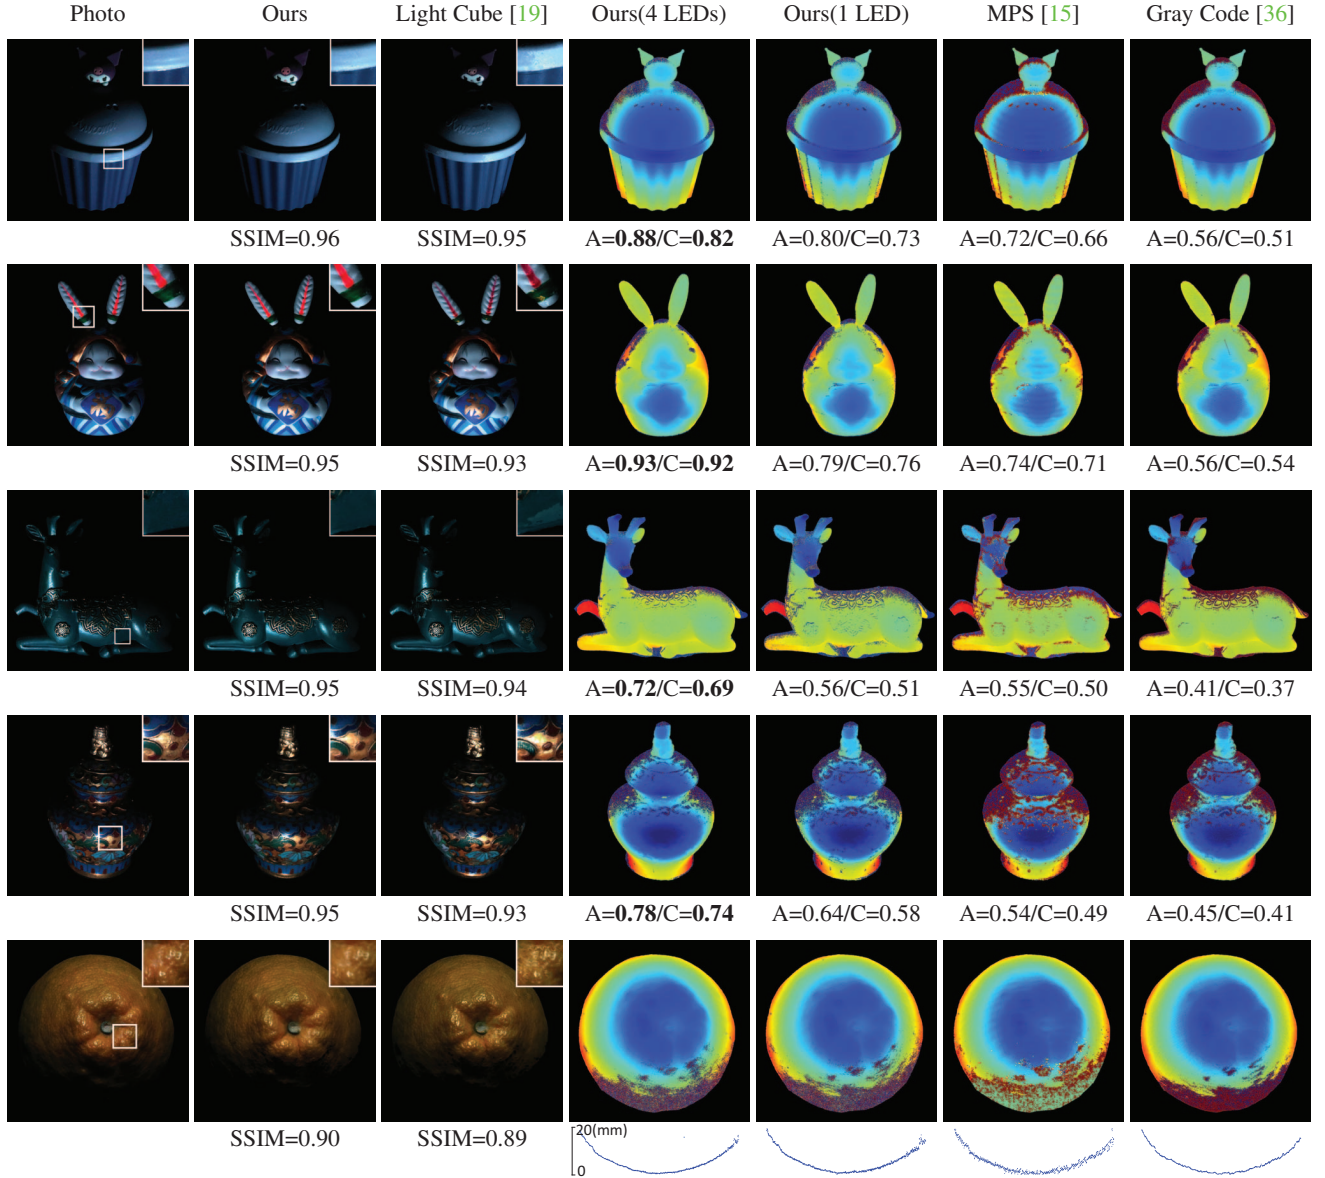 Photo Ours Light Cube [19] Ours(4 LEDs) Ours(1 LED) MPS [15] Gray Code [36]
SSIM=0.96 SSIM=0.95 A=0.88/C=0.82 A=0.80/C=0.73 A=0.72/C=0.66 A=0.56/C=0.51
SSIM=0.95 SSIM=0.93 A=0.93/C=0.92 A=0.79/C=0.76 A=0.74/C=0.71 A=0.56/C=0.54
SSIM=0.95 SSIM=0.94 A=0.72/C=0.69 A=0.56/C=0.51 A=0.55/C=0.50 A=0.41/C=0.37
SSIM=0.95 SSIM=0.93 A=0.78/C=0.74 A=0.64/C=0.58 A=0.54/C=0.49 A=0.45/C=0.41
SSIM=0.90 SSIM=0.89 20(mm)
0